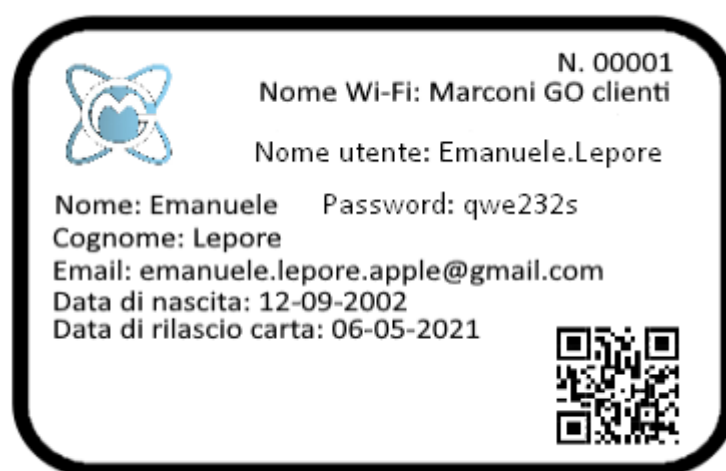 N. 00001
Nome Wi-Fi: Marconi GO clienti
Nome utente: Emanuele.Lepore
Nome: Emanuele Password: qwe232s
Cognome: Lepore
Email: emanuele.lepore.apple@gmail.com
Data di nascita: 12-09-2002
Data di rilascio carta: 06-05-2021